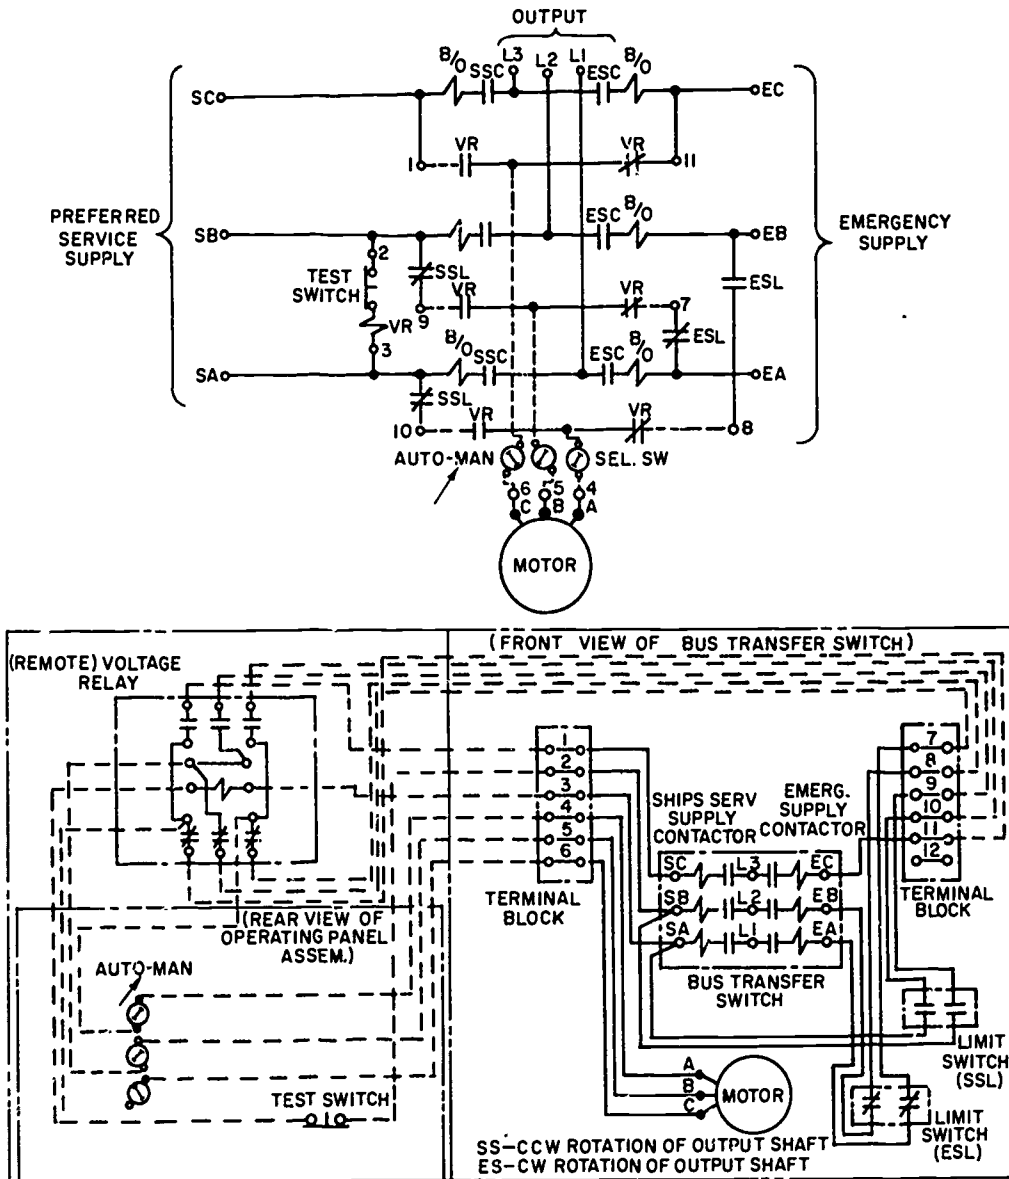 OUTPUT
B/O SSC L3 L2 L1 ESC B/O
SC EC
1 VR VR 11
PREFERRED SERVICE SUPPLY
EMERGENCY SUPPLY
SB ESC B/O EB
2 SSL ESL
TEST SWITCH
9 VR VR 7
VR
3 B/O SSC ESC B/O ESL
SA EA
SSL
10 VR VR 8
AUTO-MAN SEL. SW
6 5 4
C B A
MOTOR
(FRONT VIEW OF BUS TRANSFER SWITCH)
(REMOTE) VOLTAGE RELAY
1
2
3
4
5
6
TERMINAL BLOCK
SHIPS SERV SUPPLY CONTACTOR
EMERG. SUPPLY CONTACTOR
7
8
9
10
11
12
TERMINAL BLOCK
SC L3 EC
SB L2 EB
SA L1 EA
BUS TRANSFER SWITCH
(REAR VIEW OF OPERATING PANEL ASSEM.)
AUTO-MAN
LIMIT SWITCH (SSL)
A
B
C
MOTOR
TEST SWITCH
LIMIT SWITCH (ESL)
SS-CCW ROTATION OF OUTPUT SHAFT
ES-CW ROTATION OF OUTPUT SHAFT